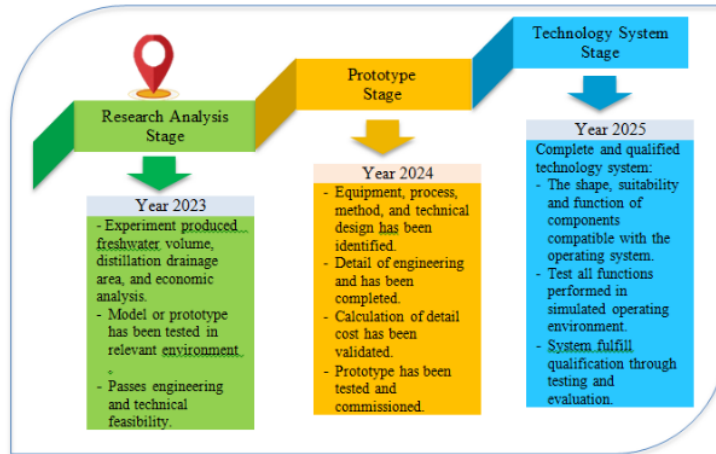 Research Analysis
Stage
Year 2023
- Experiment produced
freshwater volume,
distillation drainage
area, and economic
analysis.
- Model or prototype
has been tested in
relevant environment
.
- Passes engineering
and technical
feasibility.
Prototype
Stage
Year 2024
- Equipment, process,
method, and technical
design has been
identified.
- Detail of engineering
and has been
completed.
- Calculation of detail
cost has been
validated.
- Prototype has been
tested and
commissioned.
Technology System
Stage
Year 2025
Complete and qualified
technology system:
- The shape, suitability
and function of
components
compatible with the
operating system.
- Test all functions
performed in
simulated operating
environment.
- System fulfill
qualification through
testing and
evaluation.